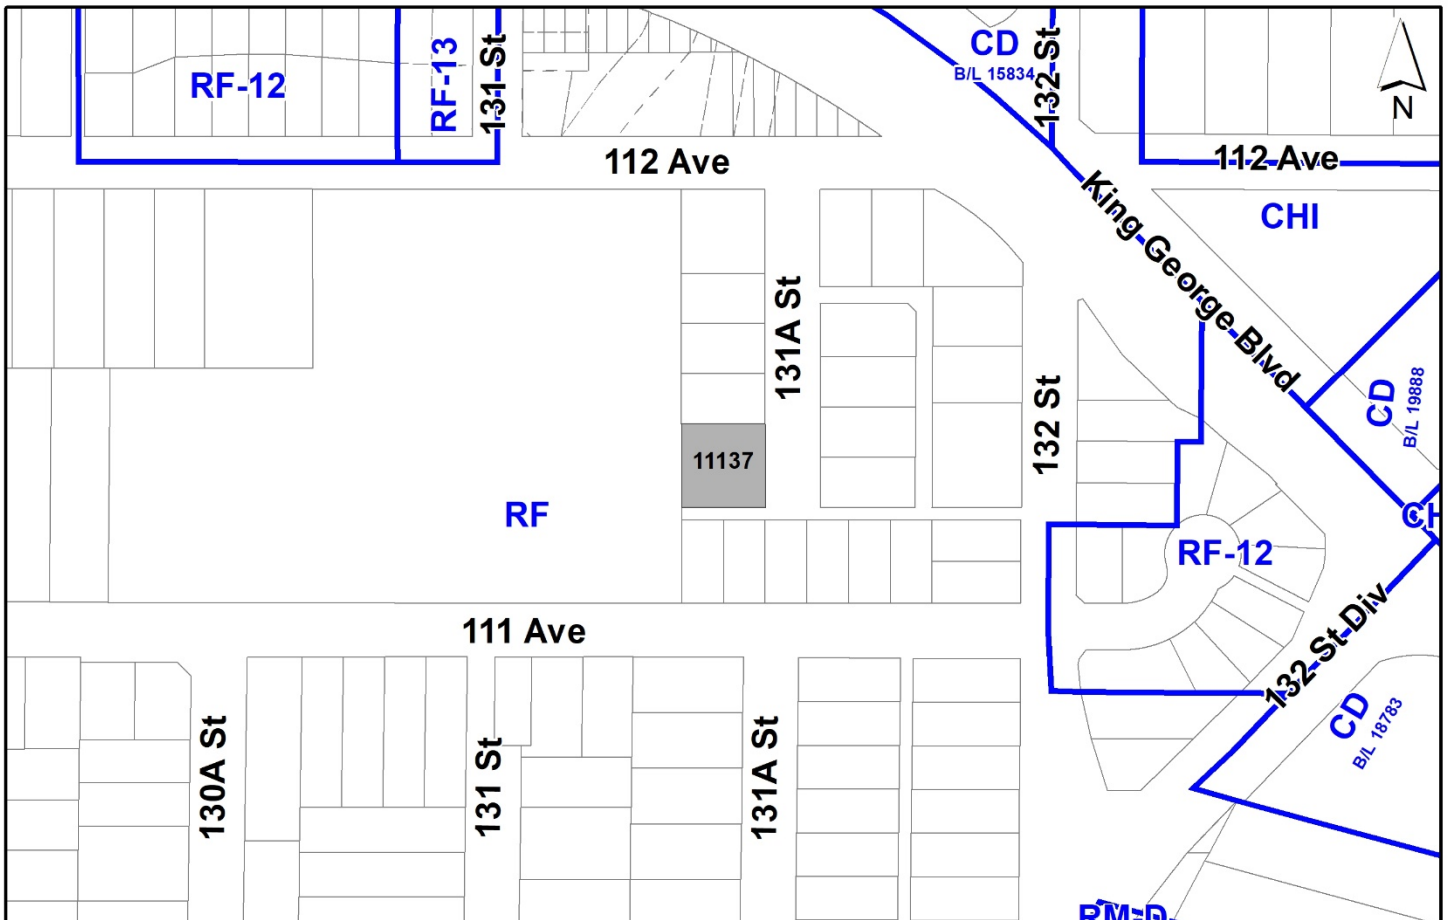 CD
B/L 15834
132 St
RF-12
RF-13
131 St
N
112 Ave
112 Ave
King George Blvd
CHI
131A St
132 St
CD
B/L 19888
11137
RF
RF-12
111 Ave
132 St Div
CD
B/L 18783
130A St
131 St
131A St